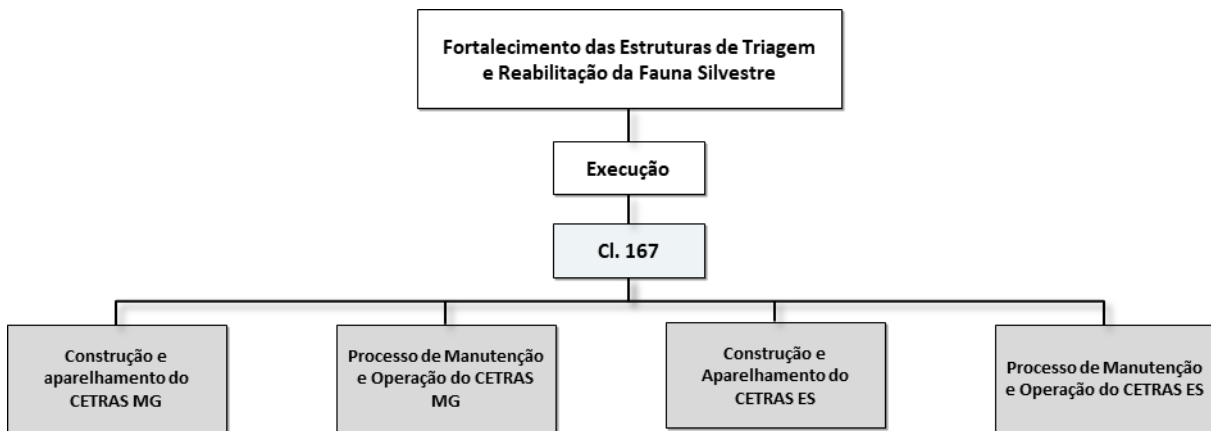 Fortalecimento das Estruturas de Triagem
e Reabilitação da Fauna Silvestre
Execução
Cl. 167
Construção e
aparelhamento do
CETRAS MG
Processo de Manutenção
e Operação do CETRAS
MG
Construção e
Aparelhamento do
CETRAS ES
Processo de Manutenção
e Operação do CETRAS ES